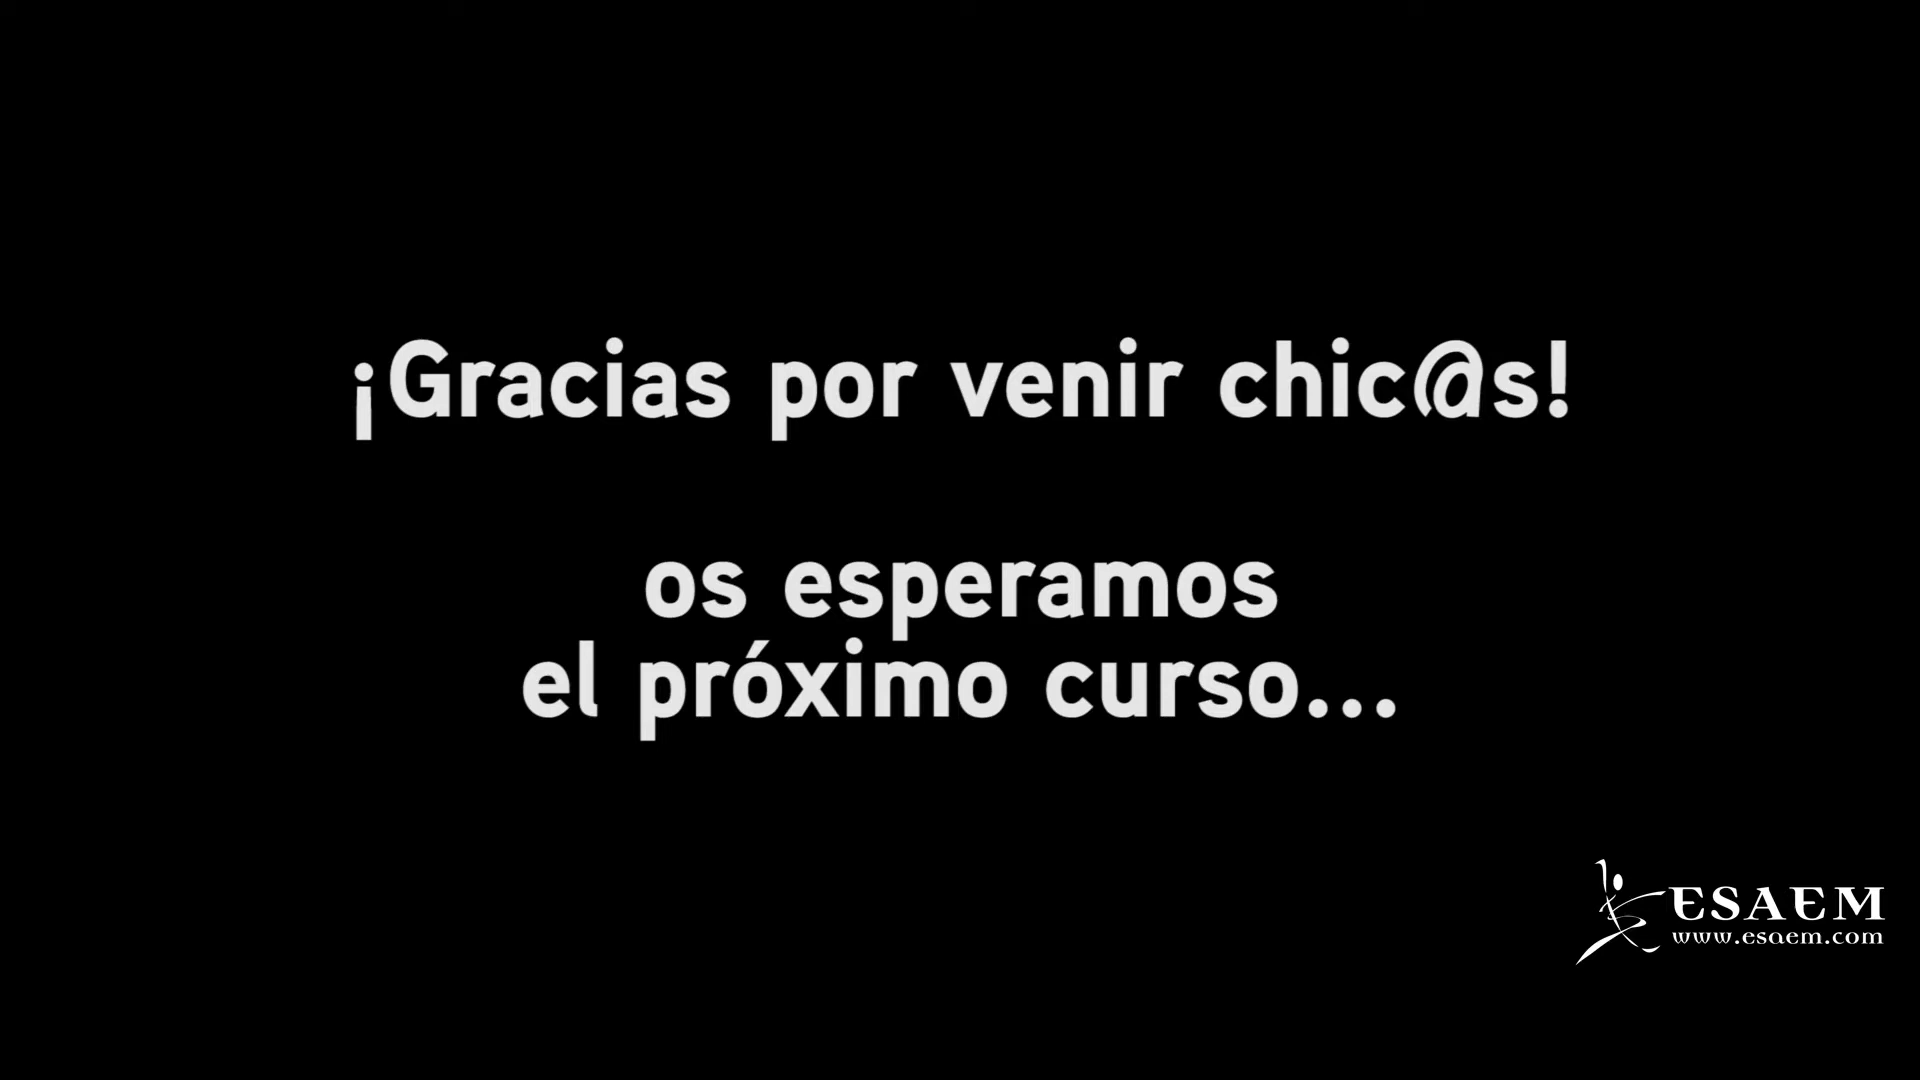 ¡Gracias por venir chic@s!
os esperamos
el próximo curso...
ESAEM
www.esaem.com